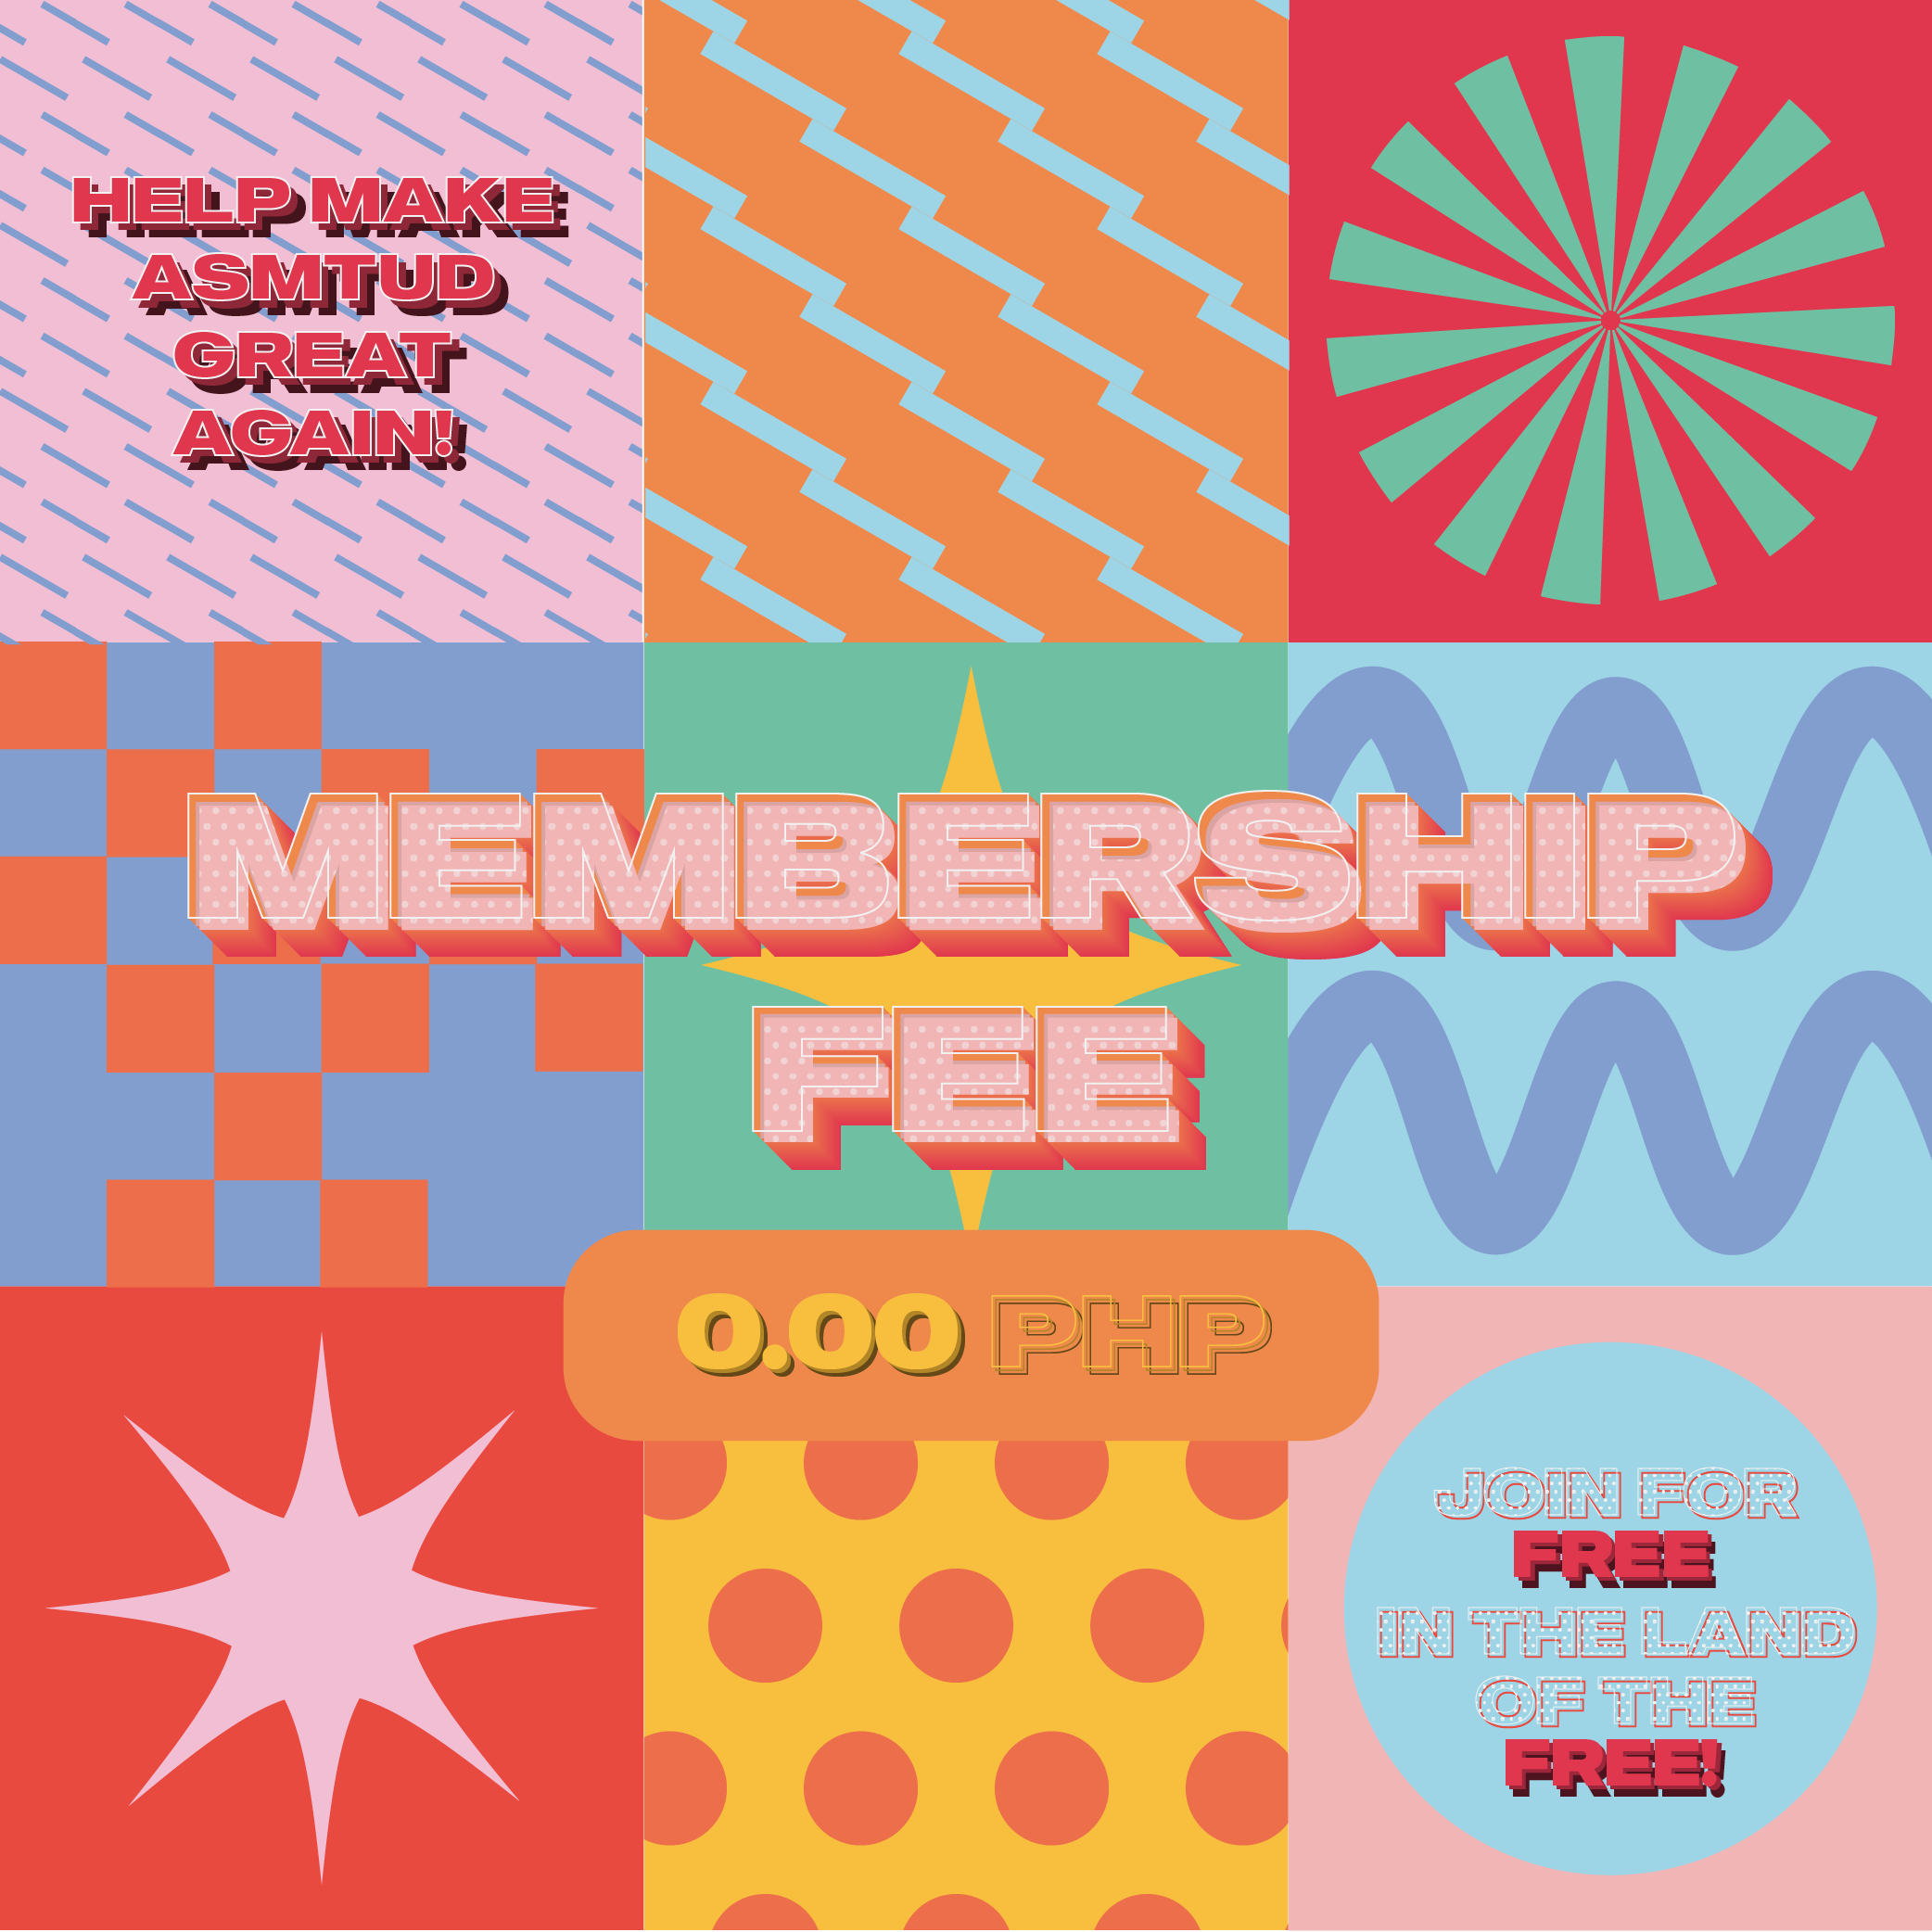 HELP MAKE
ASMTUD
GREAT
AGAIN!
MEMBERSHIP
FEE
0.00 PHP
JOIN FOR
FREE
IN THE LAND
OF THE
FREE!